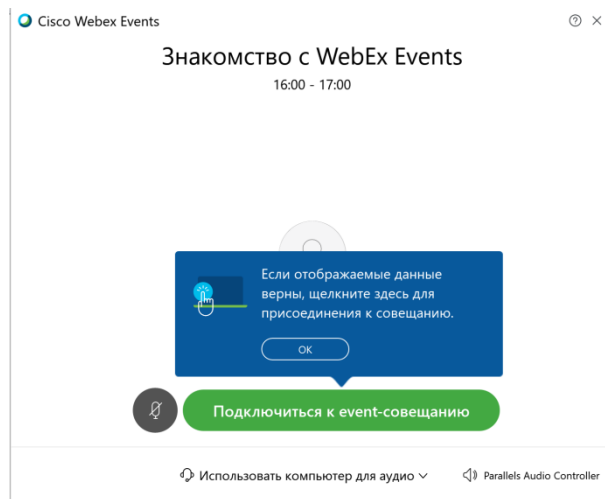 Cisco Webex Events
Знакомство с WebEx Events
16:00 - 17:00
Если отображаемые данные
верны, щелкните здесь для
присоединения к совещанию.
ОК
Подключиться к event-совещанию
Использовать компьютер для аудио
Parallels Audio Controller